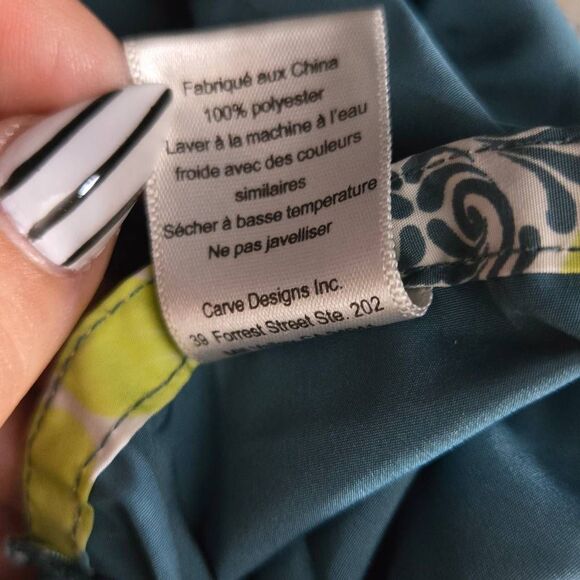 Fabriqué aux China
100% polyester
Laver à la machine à l'eau
froide avec des couleurs
similaires
Sécher à basse temperature
Ne pas javelliser
Carve Designs Inc.
39 Forrest Street Ste. 202